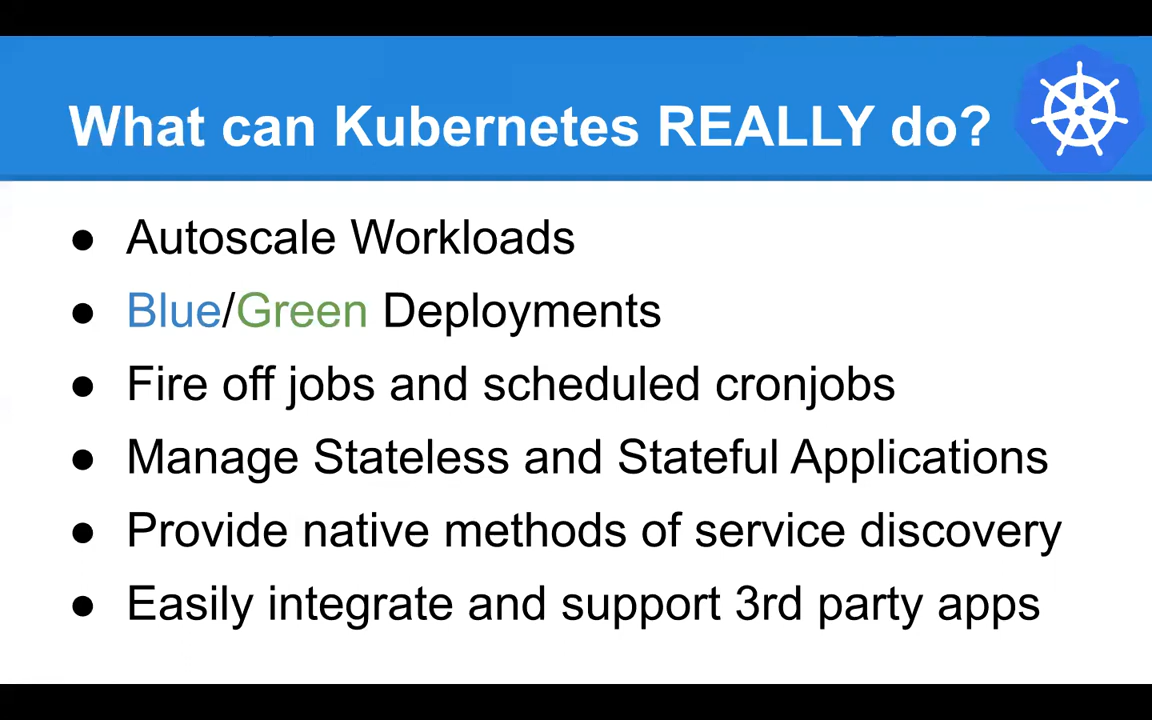 What can Kubernetes REALLY do?
● Autoscale Workloads
● Blue/Green Deployments
● Fire off jobs and scheduled cronjobs
● Manage Stateless and Stateful Applications
● Provide native methods of service discovery
● Easily integrate and support 3rd party apps